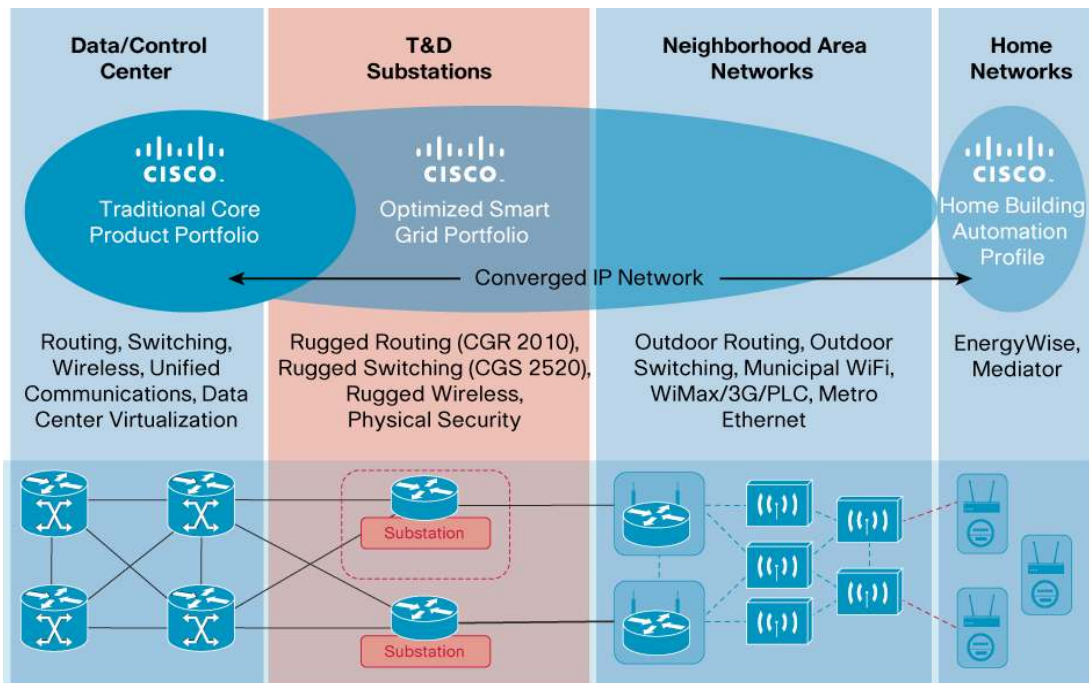 Data/Control
Center
T&D
Substations
Neighborhood Area
Networks
Home
Networks
CISCO™
Traditional Core
Product Portfolio
CISCO™
Optimized Smart
Grid Portfolio
CISCO™
Home Building
Automation
Profile
Converged IP Network
Routing, Switching,
Wireless, Unified
Communications, Data
Center Virtualization
Rugged Routing (CGR 2010),
Rugged Switching (CGS 2520),
Rugged Wireless,
Physical Security
Outdoor Routing, Outdoor
Switching, Municipal WiFi,
WiMax/3G/PLC, Metro
Ethernet
EnergyWise,
Mediator
Substation
Substation